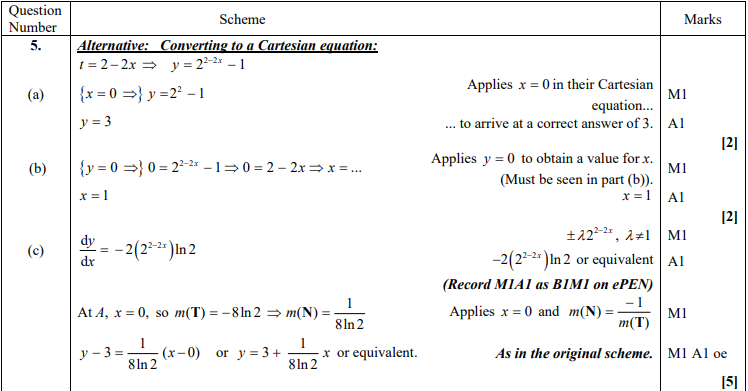 Question Number Scheme Marks
5. Alternative: Converting to a Cartesian equation:
t = 2 – 2x ⇒ y = 2^{2–2x} – 1
(a) {x = 0 ⇒} y = 2² – 1 Applies x = 0 in their Cartesian equation... M1
y = 3 ... to arrive at a correct answer of 3. A1
[2]
(b) {y = 0 ⇒} 0 = 2^{2–2x} – 1 ⇒ 0 = 2 – 2x ⇒ x = ... Applies y = 0 to obtain a value for x. (Must be seen in part (b)). M1
x = 1 x = 1 A1
[2]
(c) dy/dx = –2(2^{2–2x}) ln 2 ±λ2^{2–2x}, λ ≠ 1 M1
–2(2^{2–2x}) ln 2 or equivalent A1
(Record M1A1 as B1M1 on ePEN)
At A, x = 0, so m(T) = –8 ln 2 ⇒ m(N) = 1/(8 ln 2) Applies x = 0 and m(N) = –1/m(T) M1
y – 3 = 1/(8 ln 2) (x – 0) or y = 3 + 1/(8 ln 2) x or equivalent. As in the original scheme. M1 A1 oe
[5]